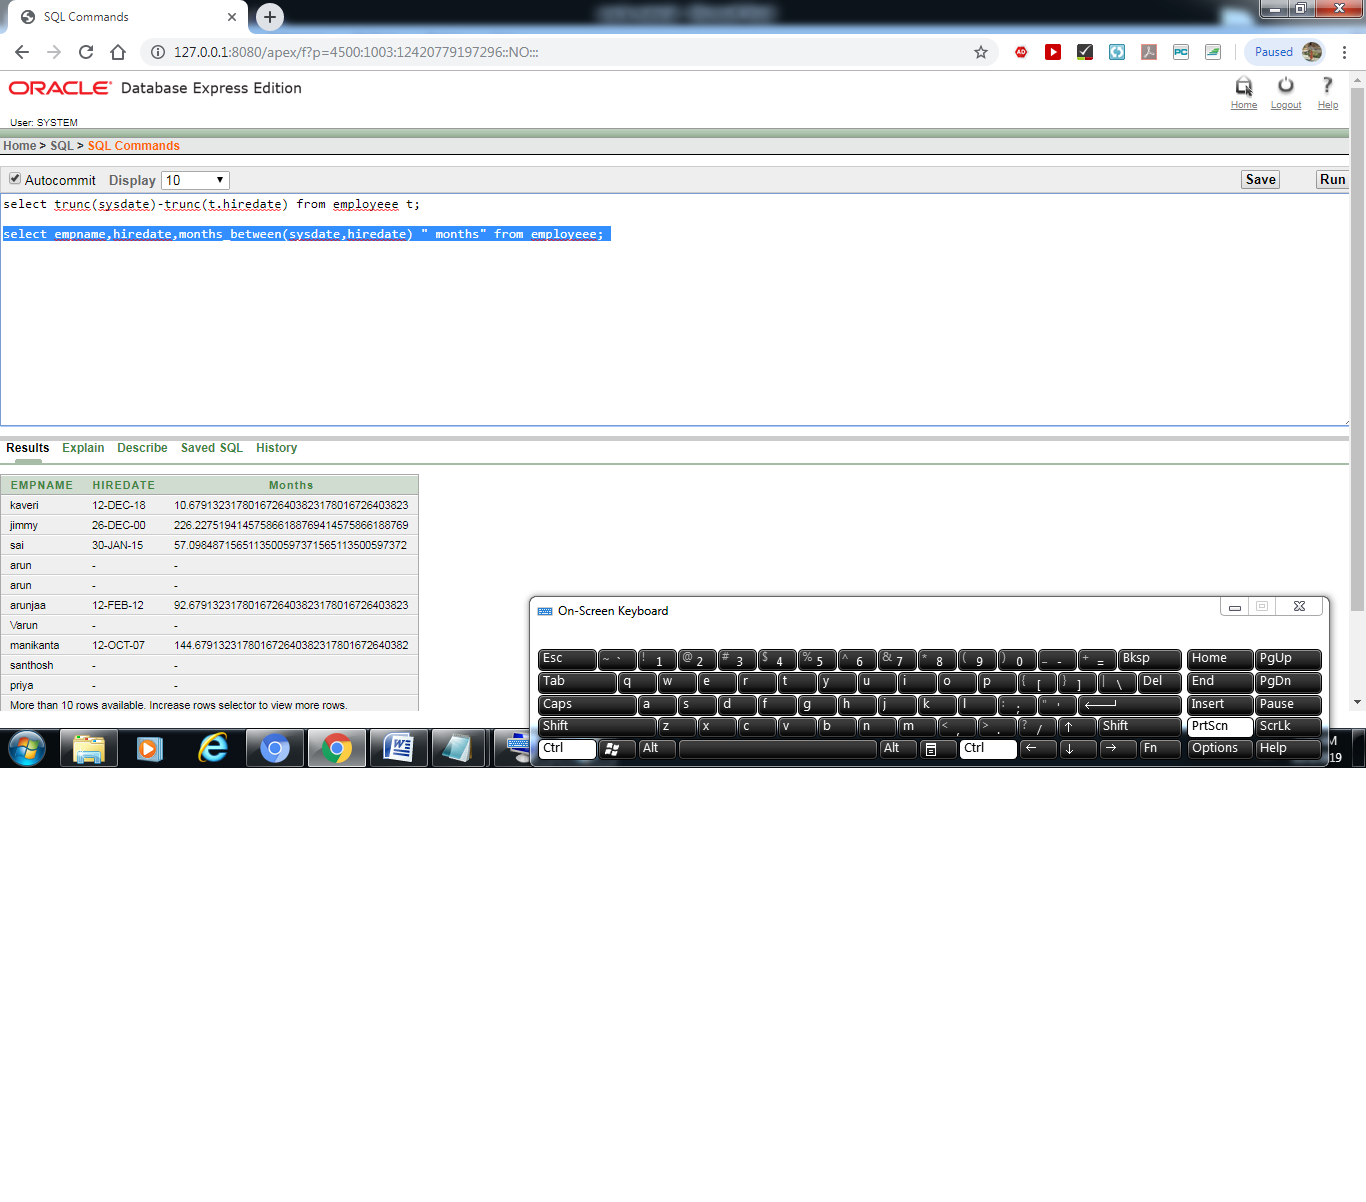 SQL Commands
127.0.0.1:8080/apex/f?p=4500:1003:12420779197296::NO:::
Paused
ORACLE Database Express Edition
Home Logout Help
User: SYSTEM
Home > SQL > SQL Commands
Autocommit Display 10 Save Run
select trunc(sysdate)-trunc(t.hiredate) from employeee t;
select empname,hiredate,months_between(sysdate,hiredate) " months" from employeee;
Results Explain Describe Saved SQL History
EMPNAME HIREDATE Months
kaveri 12-DEC-18 10.6791323178016726403823178016726403823
jimmy 26-DEC-00 226.227519414575866188769414575866188769
sai 30-JAN-15 57.0984871565113500597371565113500597372
arun - -
arun - -
arunjaa 12-FEB-12 92.6791323178016726403823178016726403823
Varun - -
manikanta 12-OCT-07 144.679132317801672640382317801672640382
santhosh - -
priya - -
More than 10 rows available. Increase rows selector to view more rows.
On-Screen Keyboard
Esc ~ ` ! 1 @ 2 # 3 $ 4 % 5 ^ 6 & 7 * 8 ( 9 ) 0 _ - + = Bksp Home PgUp
Tab q w e r t y u i o p { [ } ] | \ Del End PgDn
Caps a s d f g h j k l : ; " ' Insert Pause
Shift z x c v b n m < , > . ? / ↑ Shift PrtScn ScrLk
Ctrl Alt Alt Ctrl ← ↓ → Fn Options Help
M
19